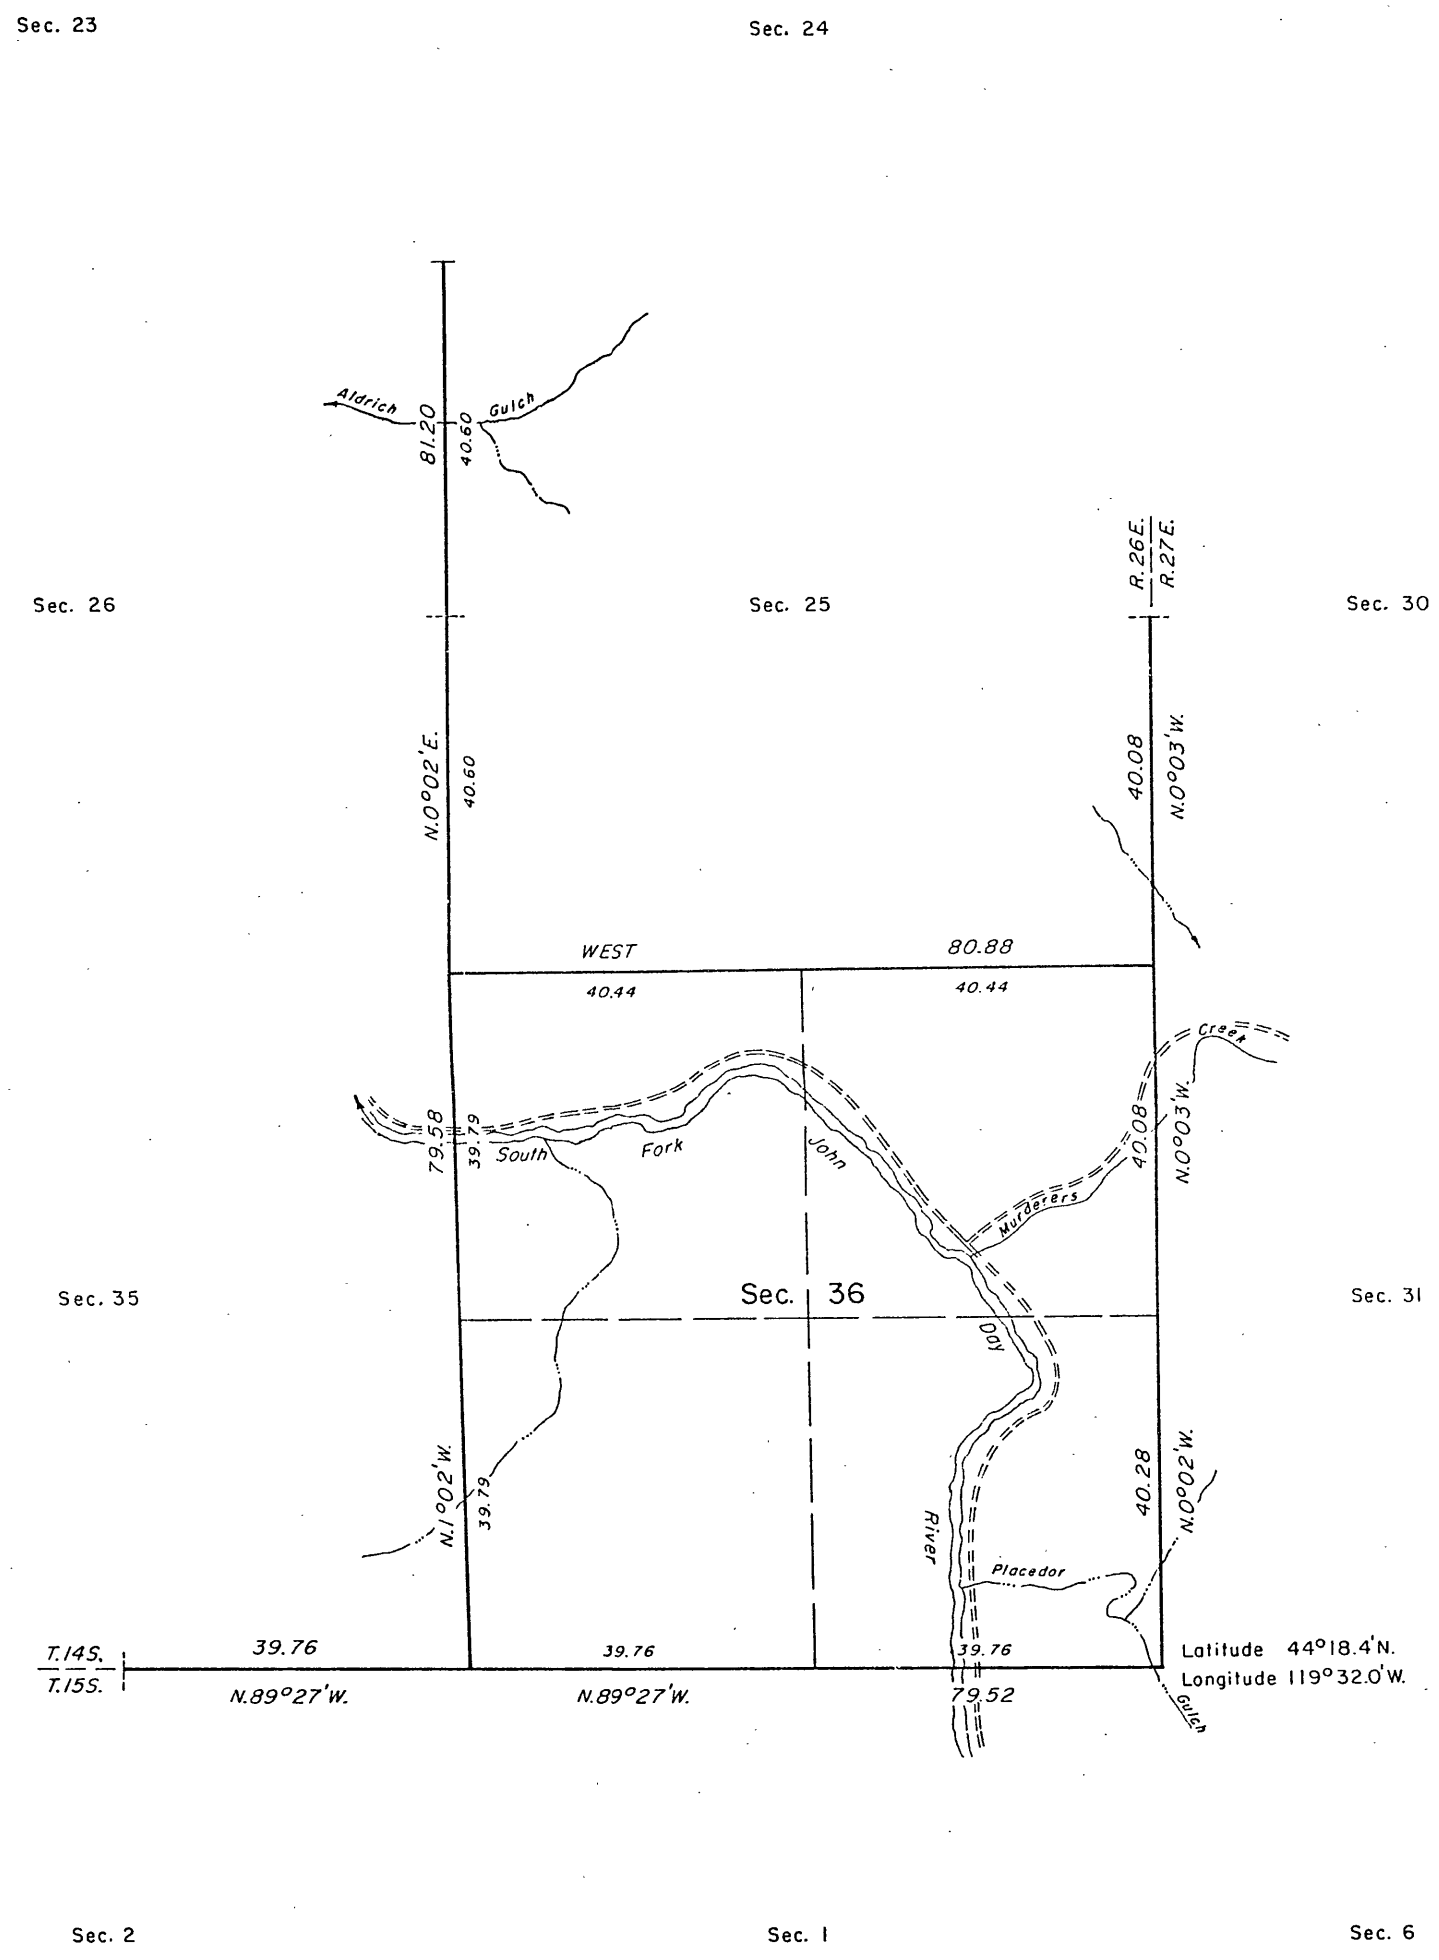 Sec. 23
Sec. 24
Aldrich
Gulch
81.20
40.60
R.26E.
R.27E.
Sec. 26
Sec. 25
Sec. 30
N.0°02'E.
40.60
40.08
N.0°03'W.
WEST
80.88
40.44
40.44
Creek
79.58
39.79
South
Fork
John
40.08
N.0°03'W.
Murderers
Sec. 35
Sec. 36
Sec. 31
Day
N.1°02'W.
39.79
River
40.28
N.0°02'W.
Placedor
T.14S.
39.76
39.76
39.76
Latitude 44°18.4'N.
T.15S.
N.89°27'W.
N.89°27'W.
79.52
Longitude 119°32.0'W.
Gulch
Sec. 2
Sec. 1
Sec. 6